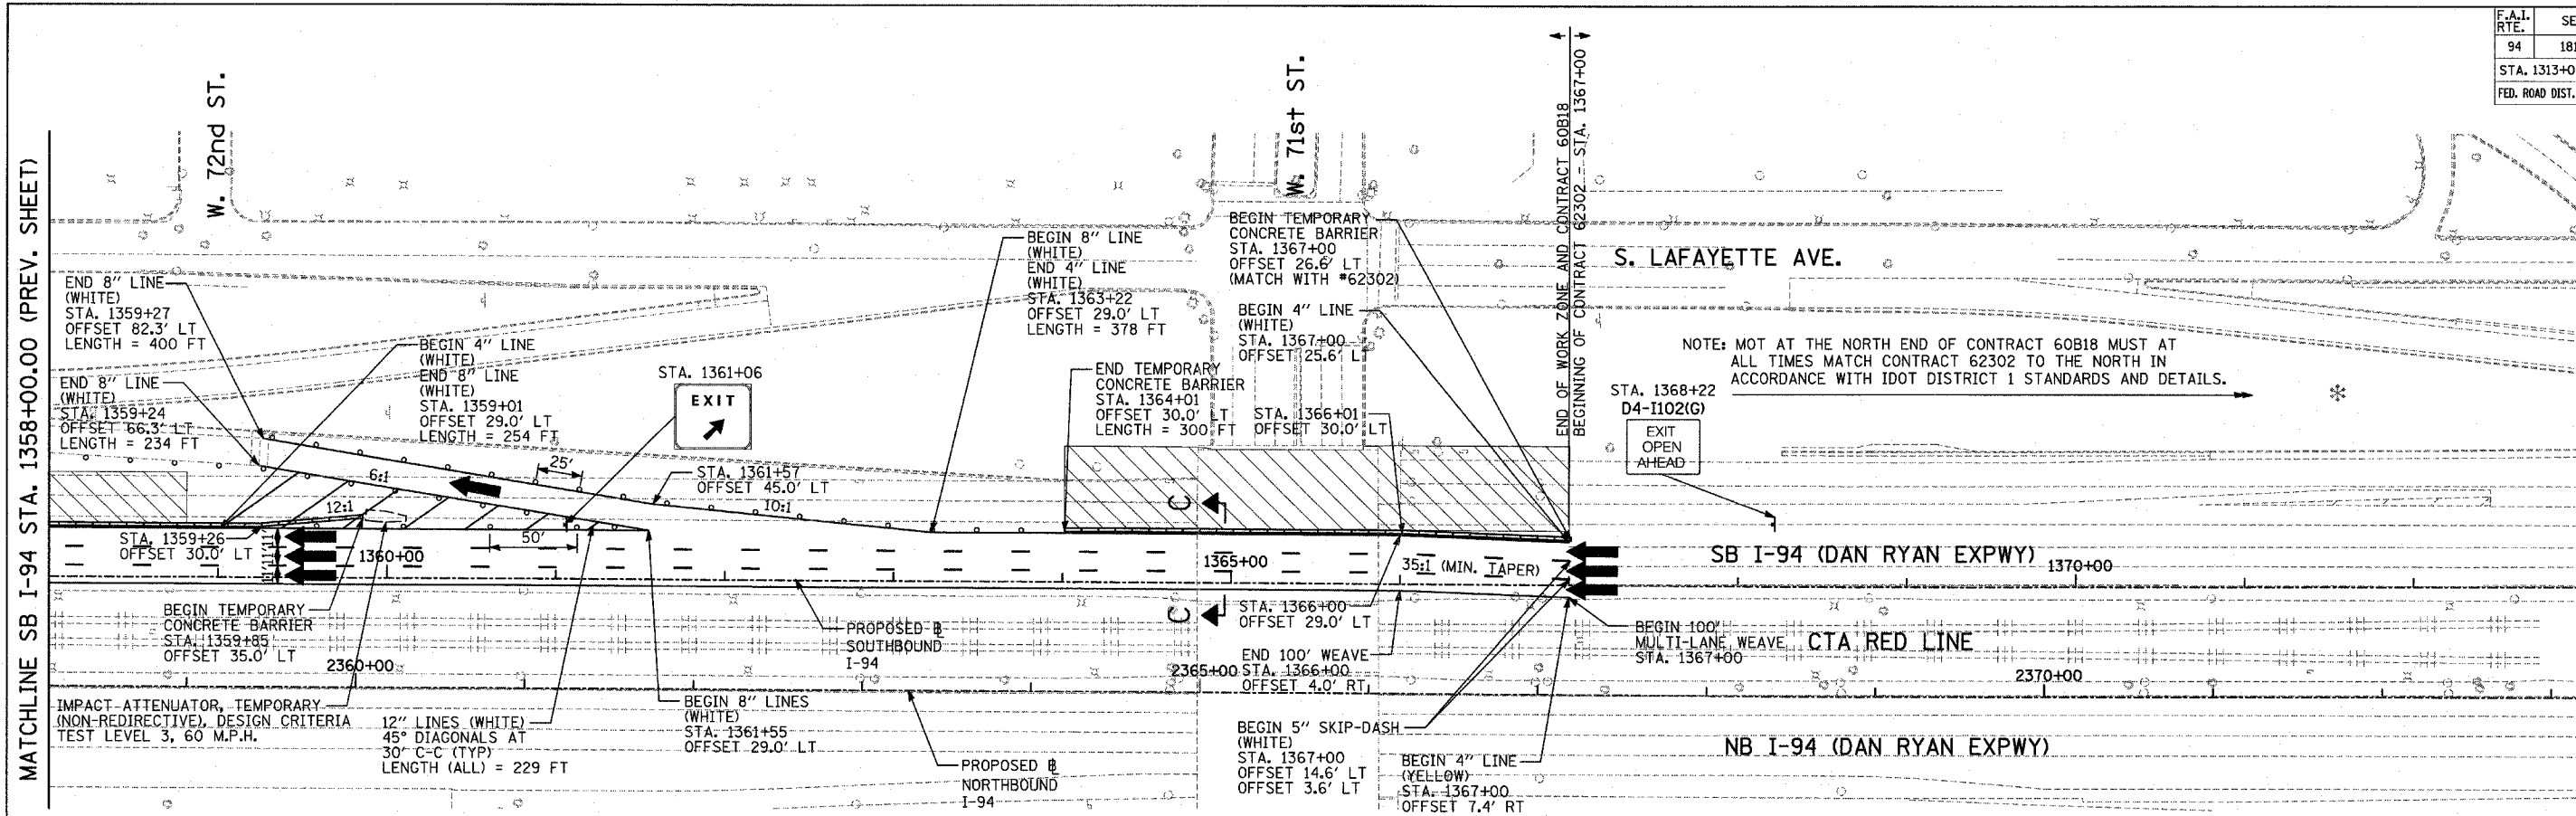 F.A.I.
RTE.
SE
94
181
STA. 1313+0
FED. ROAD DIST.
MATCHLINE SB I-94 STA. 1358+00.00 (PREV. SHEET)
W. 72nd ST.
W. 71st ST.
END OF WORK ZONE AND CONTRACT 60B18
BEGINNING OF CONTRACT 62302 - STA. 1367+00
S. LAFAYETTE AVE.
BEGIN TEMPORARY
CONCRETE BARRIER
STA. 1367+00
OFFSET 26.6' LT
(MATCH WITH #62302)
BEGIN 4" LINE
(WHITE)
STA. 1367+00
OFFSET 25.6' LT
BEGIN 8" LINE
(WHITE)
END 4" LINE
(WHITE)
STA. 1363+22
OFFSET 29.0' LT
LENGTH = 378 FT
END 8" LINE
(WHITE)
STA. 1359+27
OFFSET 82.3' LT
LENGTH = 400 FT
END 8" LINE
(WHITE)
STA. 1359+24
OFFSET 66.3' LT
LENGTH = 234 FT
BEGIN 4" LINE
(WHITE)
END 8" LINE
(WHITE)
STA. 1359+01
OFFSET 29.0' LT
LENGTH = 254 FT
STA. 1361+06
EXIT
END TEMPORARY
CONCRETE BARRIER
STA. 1364+01
OFFSET 30.0' LT
LENGTH = 300 FT
STA. 1366+01
OFFSET 30.0' LT
NOTE: MOT AT THE NORTH END OF CONTRACT 60B18 MUST AT
ALL TIMES MATCH CONTRACT 62302 TO THE NORTH IN
ACCORDANCE WITH IDOT DISTRICT 1 STANDARDS AND DETAILS.
*
STA. 1368+22
D4-I102(G)
EXIT
OPEN
AHEAD
25'
6:1
12:1
STA. 1361+57
OFFSET 45.0' LT
10:1
C
50'
STA. 1359+26
OFFSET 30.0' LT
11'
11'
1360+00
1365+00
35:1 (MIN. TAPER)
SB I-94 (DAN RYAN EXPWY)
1370+00
BEGIN TEMPORARY
CONCRETE BARRIER
STA. 1359+85
OFFSET 35.0' LT
2360+00
PROPOSED ℄
SOUTHBOUND
I-94
C
STA. 1366+00
OFFSET 29.0' LT
END 100' WEAVE
STA. 1366+00
OFFSET 4.0' RT
2365+00
BEGIN 100'
MULTI-LANE WEAVE
STA. 1367+00
CTA RED LINE
2370+00
IMPACT ATTENUATOR, TEMPORARY
(NON-REDIRECTIVE), DESIGN CRITERIA
TEST LEVEL 3, 60 M.P.H.
12" LINES (WHITE)
45° DIAGONALS AT
30' C-C (TYP)
LENGTH (ALL) = 229 FT
BEGIN 8" LINES
(WHITE)
STA. 1361+55
OFFSET 29.0' LT
PROPOSED ℄
NORTHBOUND
I-94
BEGIN 5" SKIP-DASH
(WHITE)
STA. 1367+00
OFFSET 14.6' LT
OFFSET 3.6' LT
BEGIN 4" LINE
(YELLOW)
STA. 1367+00
OFFSET 7.4' RT
NB I-94 (DAN RYAN EXPWY)